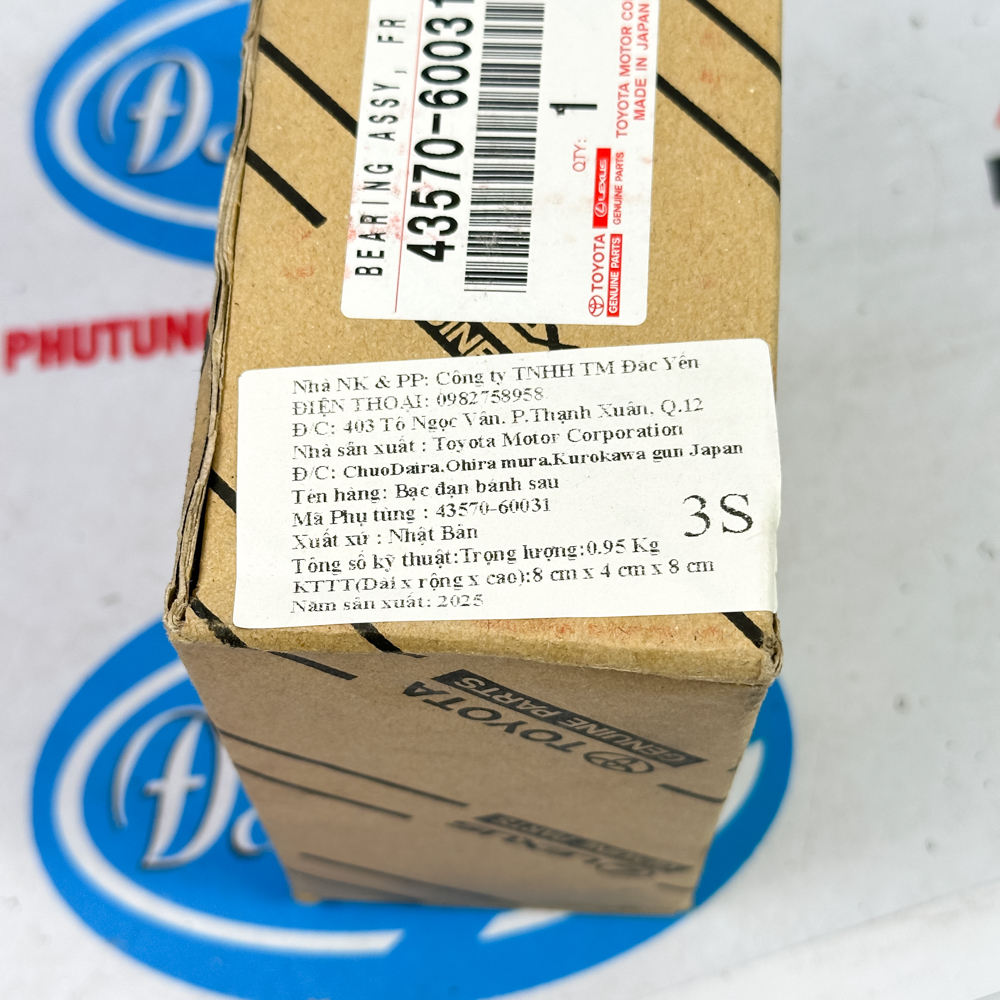 BEARING ASSY, FR
43570-60031
QTY: 1
TOYOTA GENUINE PARTS
LEXUS GENUINE PARTS
TOYOTA MOTOR CO
MADE IN JAPAN
PHUTUN
Nhà NK & PP: Công ty TNHH TM Đắc Yến
ĐIỆN THOẠI: 0982758958
Đ/C: 403 Tô Ngọc Vân, P.Thạnh Xuân, Q.12
Nhà sản xuất : Toyota Motor Corporation
Đ/C: ChuoDaira.Ohira mura,Kurokawa gun Japan
Tên hàng: Bạc đạn bánh sau
Mã Phụ tùng : 43570-60031
Xuất xứ : Nhật Bản
3S
Tổng số kỹ thuật:Trọng lượng:0.95 Kg
KTTT(Dài x rộng x cao):8 cm x 4 cm x 8 cm
Năm sản xuất: 2025
TOYOTA
GENUINE PARTS
LEXUS